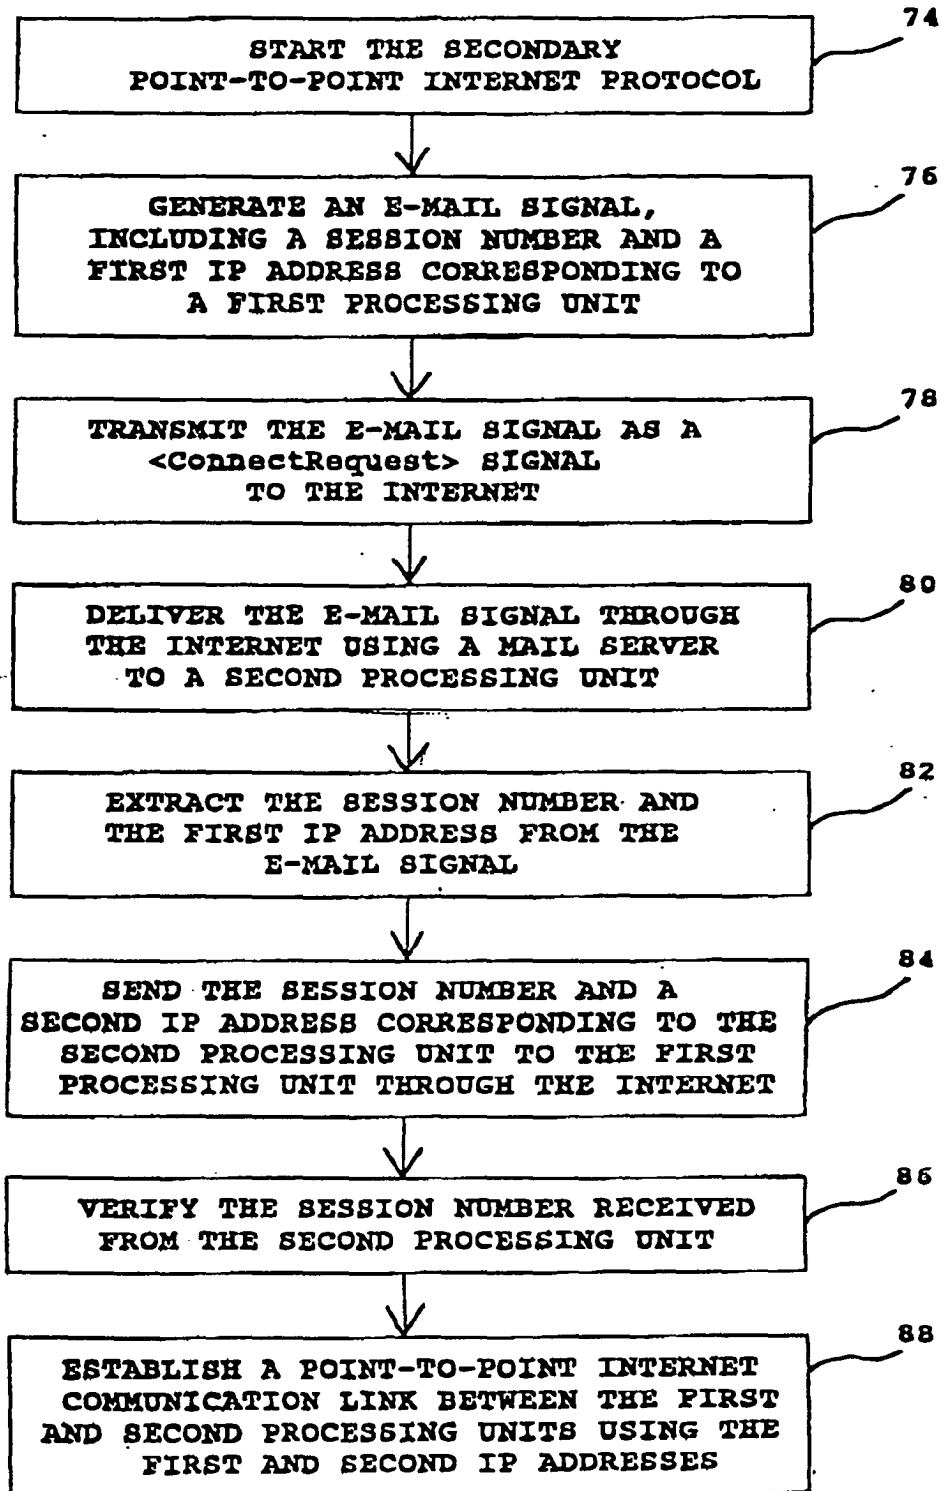 74
START THE SECONDARY
POINT-TO-POINT INTERNET PROTOCOL
76
GENERATE AN E-MAIL SIGNAL,
INCLUDING A SESSION NUMBER AND A
FIRST IP ADDRESS CORRESPONDING TO
A FIRST PROCESSING UNIT
78
TRANSMIT THE E-MAIL SIGNAL AS A
<ConnectRequest> SIGNAL
TO THE INTERNET
80
DELIVER THE E-MAIL SIGNAL THROUGH
THE INTERNET USING A MAIL SERVER
TO A SECOND PROCESSING UNIT
82
EXTRACT THE SESSION NUMBER AND
THE FIRST IP ADDRESS FROM THE
E-MAIL SIGNAL
84
SEND THE SESSION NUMBER AND A
SECOND IP ADDRESS CORRESPONDING TO THE
SECOND PROCESSING UNIT TO THE FIRST
PROCESSING UNIT THROUGH THE INTERNET
86
VERIFY THE SESSION NUMBER RECEIVED
FROM THE SECOND PROCESSING UNIT
88
ESTABLISH A POINT-TO-POINT INTERNET
COMMUNICATION LINK BETWEEN THE FIRST
AND SECOND PROCESSING UNITS USING THE
FIRST AND SECOND IP ADDRESSES